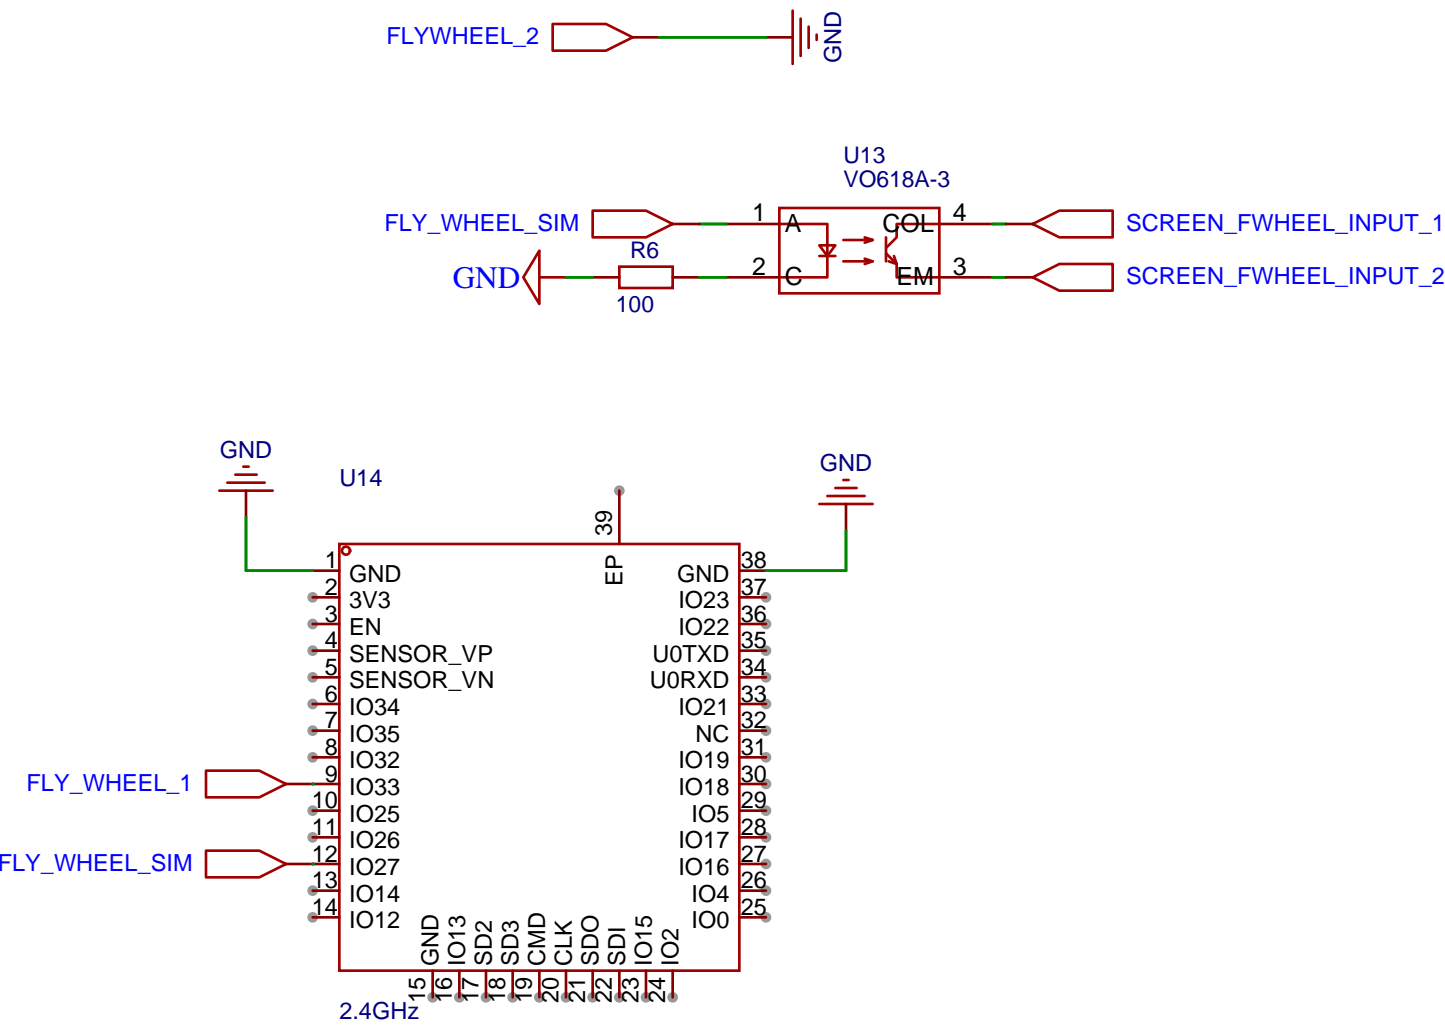 FLYWHEEL_2
GND
U13
VO618A-3
FLY_WHEEL_SIM
1
A
COL
4
SCREEN_FWHEEL_INPUT_1
R6
GND
2
C
EM
3
SCREEN_FWHEEL_INPUT_2
100
GND
U14
GND
39
EP
1
GND
38
GND
2
3V3
37
IO23
3
EN
36
IO22
4
SENSOR_VP
35
U0TXD
5
SENSOR_VN
34
U0RXD
6
IO34
33
IO21
7
IO35
32
NC
8
IO32
31
IO19
FLY_WHEEL_1
9
IO33
30
IO18
10
IO25
29
IO5
11
IO26
28
IO17
FLY_WHEEL_SIM
12
IO27
27
IO16
13
IO14
26
IO4
14
IO12
25
IO0
GND
IO13
SD2
SD3
CMD
CLK
SDO
SDI
IO15
IO2
15
16
17
18
19
20
21
22
23
24
2.4GHz